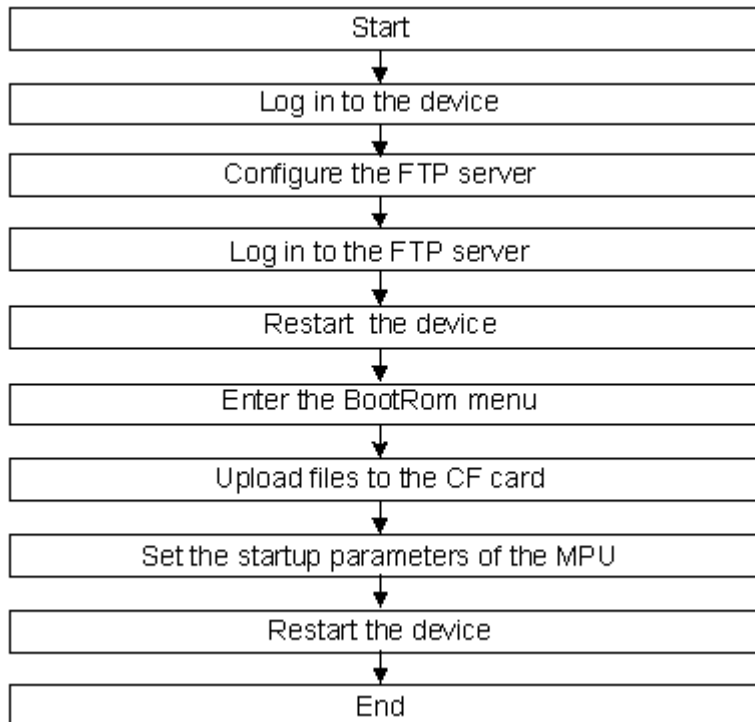 Start
Log in to the device
Configure the FTP server
Log in to the FTP server
Restart the device
Enter the BootRom menu
Upload files to the CF card
Set the startup parameters of the MPU
Restart the device
End